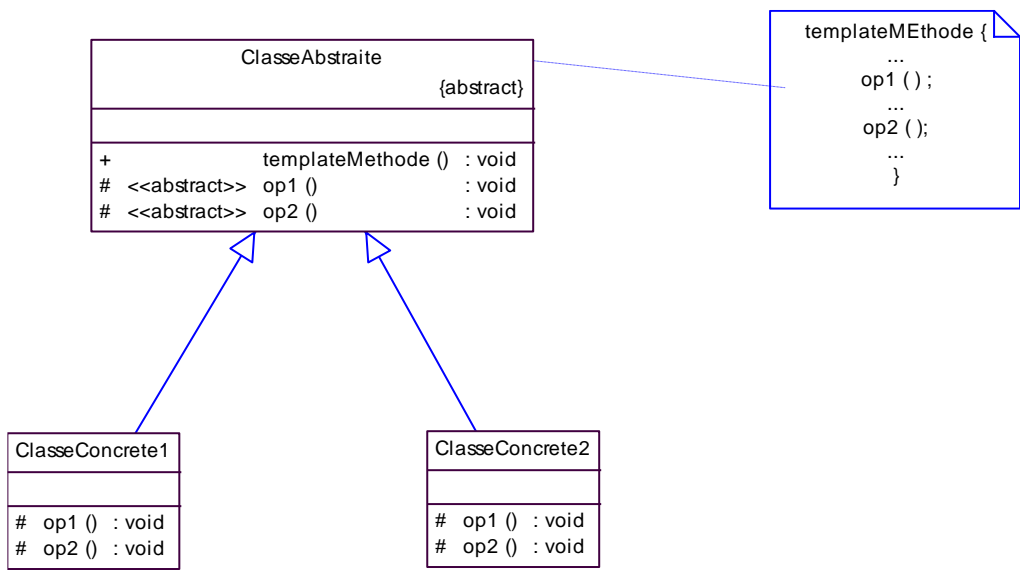 ClasseAbstraite
{abstract}
+ templateMethode () : void
# <<abstract>> op1 () : void
# <<abstract>> op2 () : void
templateMEthode {
...
op1 ( ) ;
...
op2 ( );
...
}
ClasseConcrete1
# op1 () : void
# op2 () : void
ClasseConcrete2
# op1 () : void
# op2 () : void